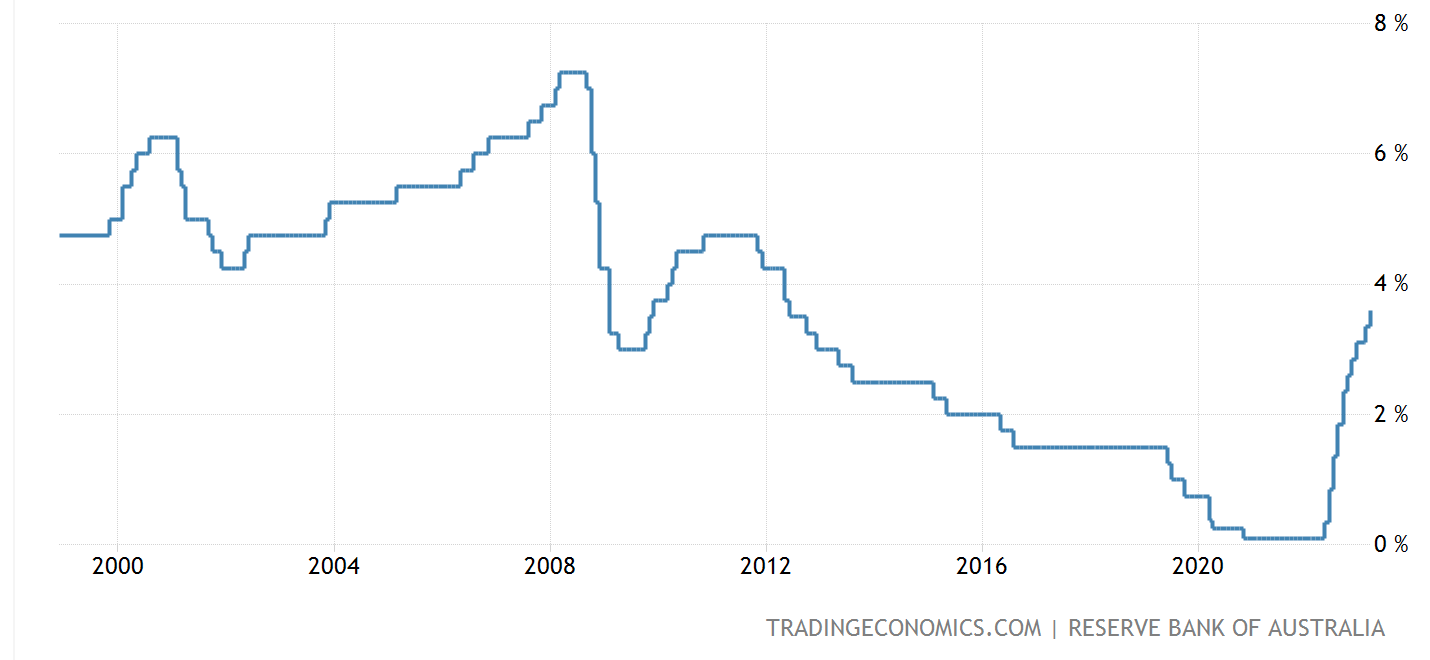 8 %
6 %
4 %
2 %
0 %
2000 2004 2008 2012 2016 2020
TRADINGECONOMICS.COM | RESERVE BANK OF AUSTRALIA